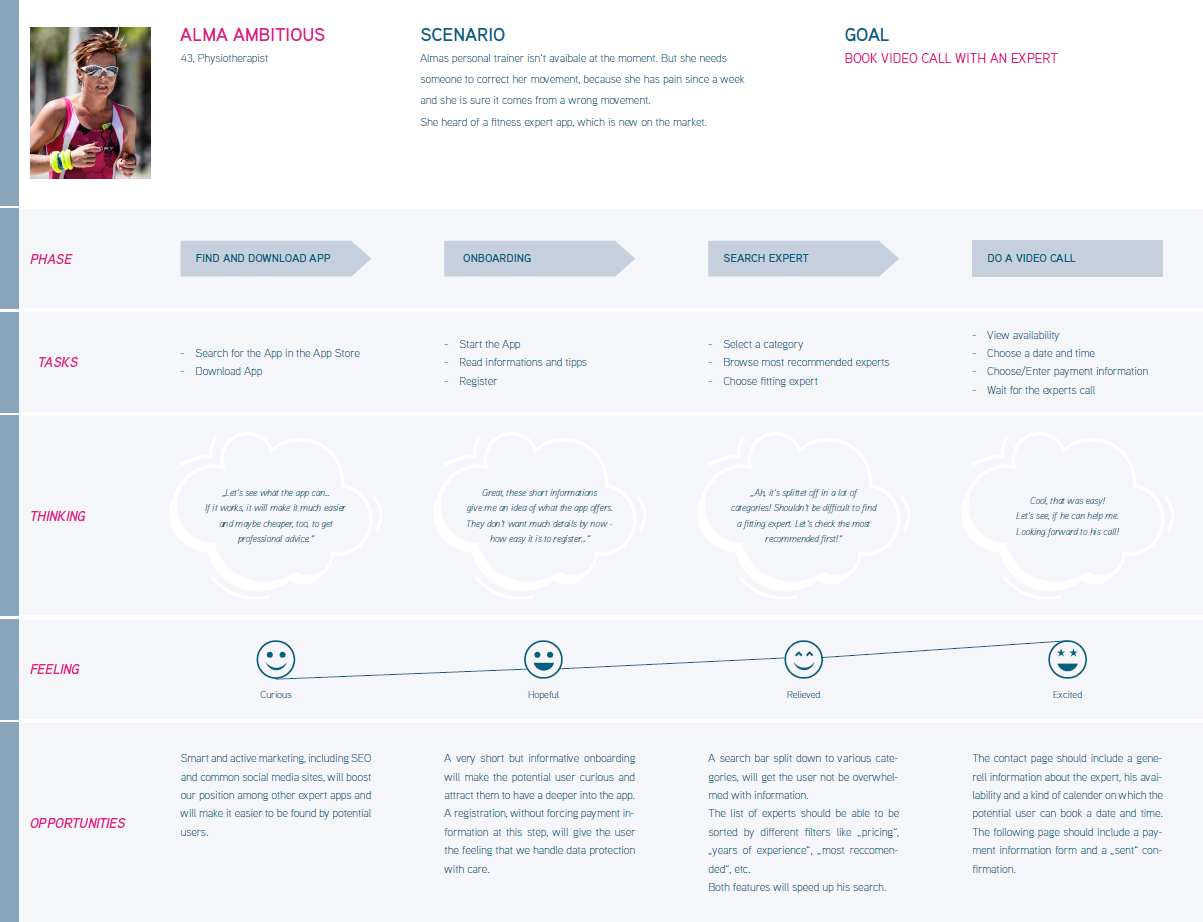 ALMA AMBITIOUS
43, Physiotherapist
SCENARIO
Almas personal trainer isn't avaibale at the moment. But she needs
someone to correct her movement, because she has pain since a week
and she is sure it comes from a wrong movement.
She heard of a fitness expert app, which is new on the market.
GOAL
BOOK VIDEO CALL WITH AN EXPERT
PHASE
FIND AND DOWNLOAD APP
ONBOARDING
SEARCH EXPERT
DO A VIDEO CALL
TASKS
- Search for the App in the App Store
- Download App
- Start the App
- Read informations and tipps
- Register
- Select a category
- Browse most recommended experts
- Choose fitting expert
- View availability
- Choose a date and time
- Choose/Enter payment information
- Wait for the experts call
THINKING
„Let's see what the app can...
If it works, it will make it much easier
and maybe cheaper, too, to get
professional advice."
Great, these short informations
give me an idea of what the app offers.
They don't want much details by now -
how easy it is to register..."
„Ah, it's splittet off in a lot of
categories! Shouldn't be difficult to find
a fitting expert. Let's check the most
recommended first!"
Cool, that was easy!
Let's see, if he can help me.
Looking forward to his call!
FEELING
Curious
Hopeful
Relieved
Excited
OPPORTUNITIES
Smart and active marketing, including SEO
and common social media sites, will boost
our position among other expert apps and
will make it easier to be found by potential
users.
A very short but informative onboarding
will make the potential user curious and
attract them to have a deeper into the app.
A registration, without forcing payment in-
formation at this step, will give the user
the feeling that we handle data protection
with care.
A search bar split down to various cate-
gories, will get the user not be overwhel-
med with information.
The list of experts should be able to be
sorted by different filters like „pricing",
„years of experience", „most reccomen-
ded", etc.
Both features will speed up his search.
The contact page should include a gene-
rell information about the expert, his avai-
lability and a kind of calender on which the
potential user can book a date and time.
The following page should include a pay-
ment information form and a „sent" con-
firmation.